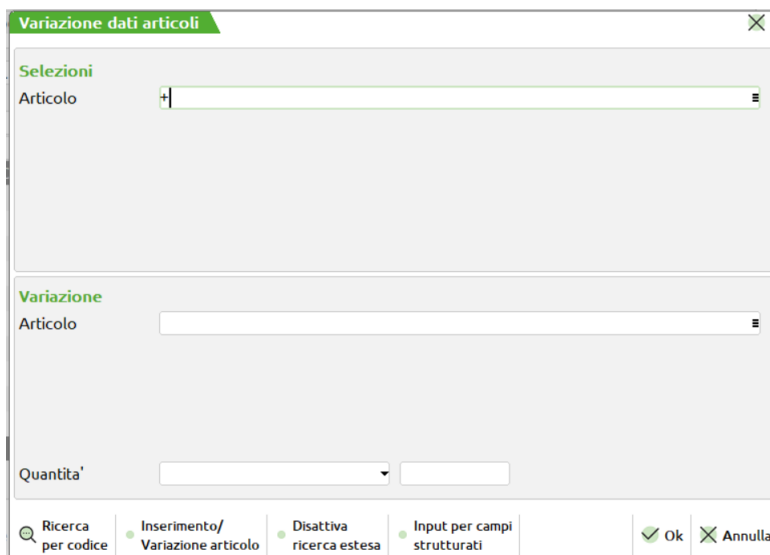 Variazione dati articoli
Selezioni
Articolo +
Variazione
Articolo
Quantita'
Ricerca per codice
Inserimento/ Variazione articolo
Disattiva ricerca estesa
Input per campi strutturati
Ok
Annulla